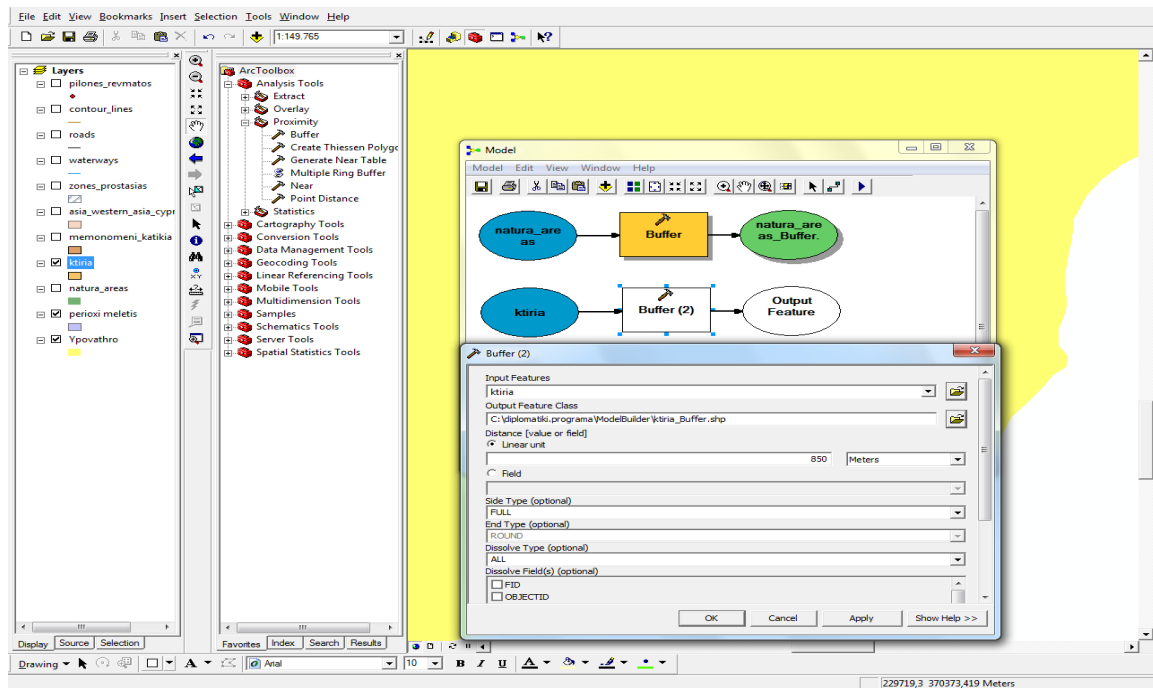 File Edit View Bookmarks Insert Selection Tools Window Help
1:149.765
Layers
pilones_revmatos
contour_lines
roads
waterways
zones_prostasias
asia_western_asia_cypr
memonomeni_katikia
ktiria
natura_areas
perioxi meletis
Ypovathro
Display Source Selection
ArcToolbox
Analysis Tools
Extract
Overlay
Proximity
Buffer
Create Thiessen Polygo
Generate Near Table
Multiple Ring Buffer
Near
Point Distance
Statistics
Cartography Tools
Conversion Tools
Data Management Tools
Geocoding Tools
Linear Referencing Tools
Mobile Tools
Multidimension Tools
Samples
Schematics Tools
Server Tools
Spatial Statistics Tools
Favorites Index Search Results
Model
Model Edit View Window Help
natura_are
as
Buffer
natura_are
as_Buffer.
ktiria
Buffer (2)
Output
Feature
Buffer (2)
Input Features
ktiria
Output Feature Class
C:\diplomatiki.programa\ModelBuilder\ktiria_Buffer.shp
Distance [value or field]
Linear unit
850 Meters
Field
Side Type (optional)
FULL
End Type (optional)
ROUND
Dissolve Type (optional)
ALL
Dissolve Field(s) (optional)
FID
OBJECTID
OK Cancel Apply Show Help >>
Drawing A Arial 10 B I U A
229719,3 370373,419 Meters